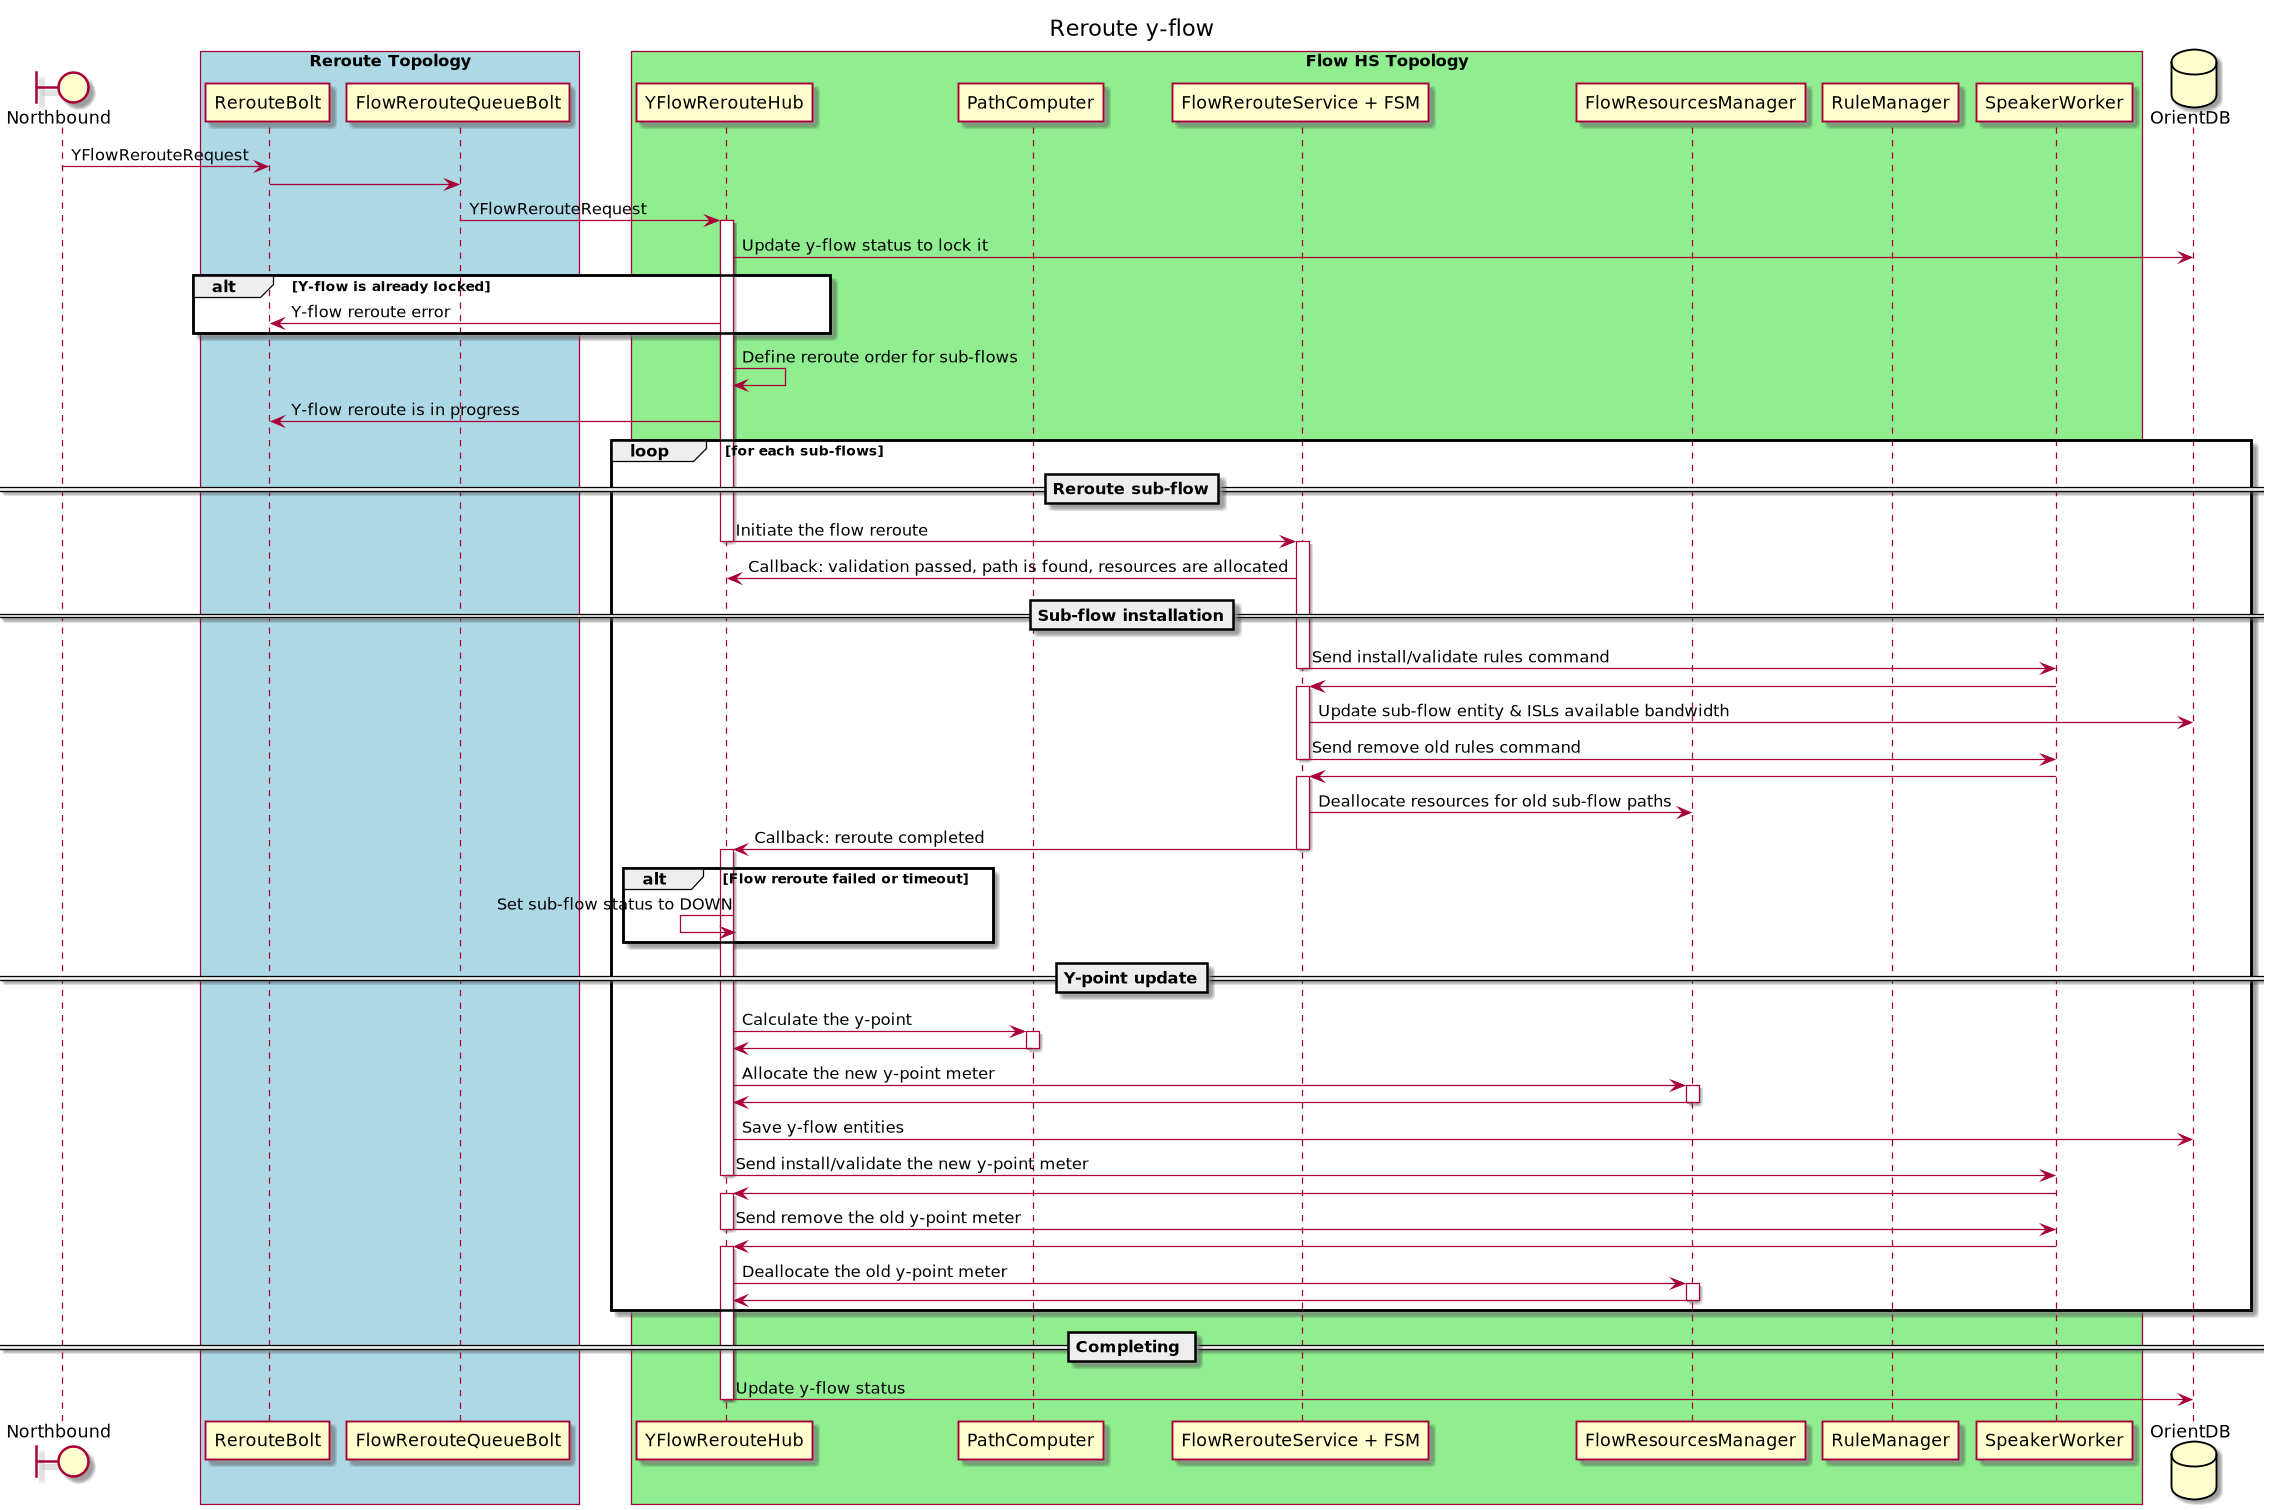 Reroute y-flow
Reroute Topology
Flow HS Topology
Northbound
RerouteBolt
FlowRerouteQueueBolt
YFlowRerouteHub
PathComputer
FlowRerouteService + FSM
FlowResourcesManager
RuleManager
SpeakerWorker
OrientDB
YFlowRerouteRequest
YFlowRerouteRequest
Update y-flow status to lock it
alt
[Y-flow is already locked]
Y-flow reroute error
Define reroute order for sub-flows
Y-flow reroute is in progress
loop
[for each sub-flows]
Reroute sub-flow
Initiate the flow reroute
Callback: validation passed, path is found, resources are allocated
Sub-flow installation
Send install/validate rules command
Update sub-flow entity & ISLs available bandwidth
Send remove old rules command
Deallocate resources for old sub-flow paths
Callback: reroute completed
alt
[Flow reroute failed or timeout]
Set sub-flow status to DOWN
Y-point update
Calculate the y-point
Allocate the new y-point meter
Save y-flow entities
Send install/validate the new y-point meter
Send remove the old y-point meter
Deallocate the old y-point meter
Completing
Update y-flow status
Northbound
RerouteBolt
FlowRerouteQueueBolt
YFlowRerouteHub
PathComputer
FlowRerouteService + FSM
FlowResourcesManager
RuleManager
SpeakerWorker
OrientDB